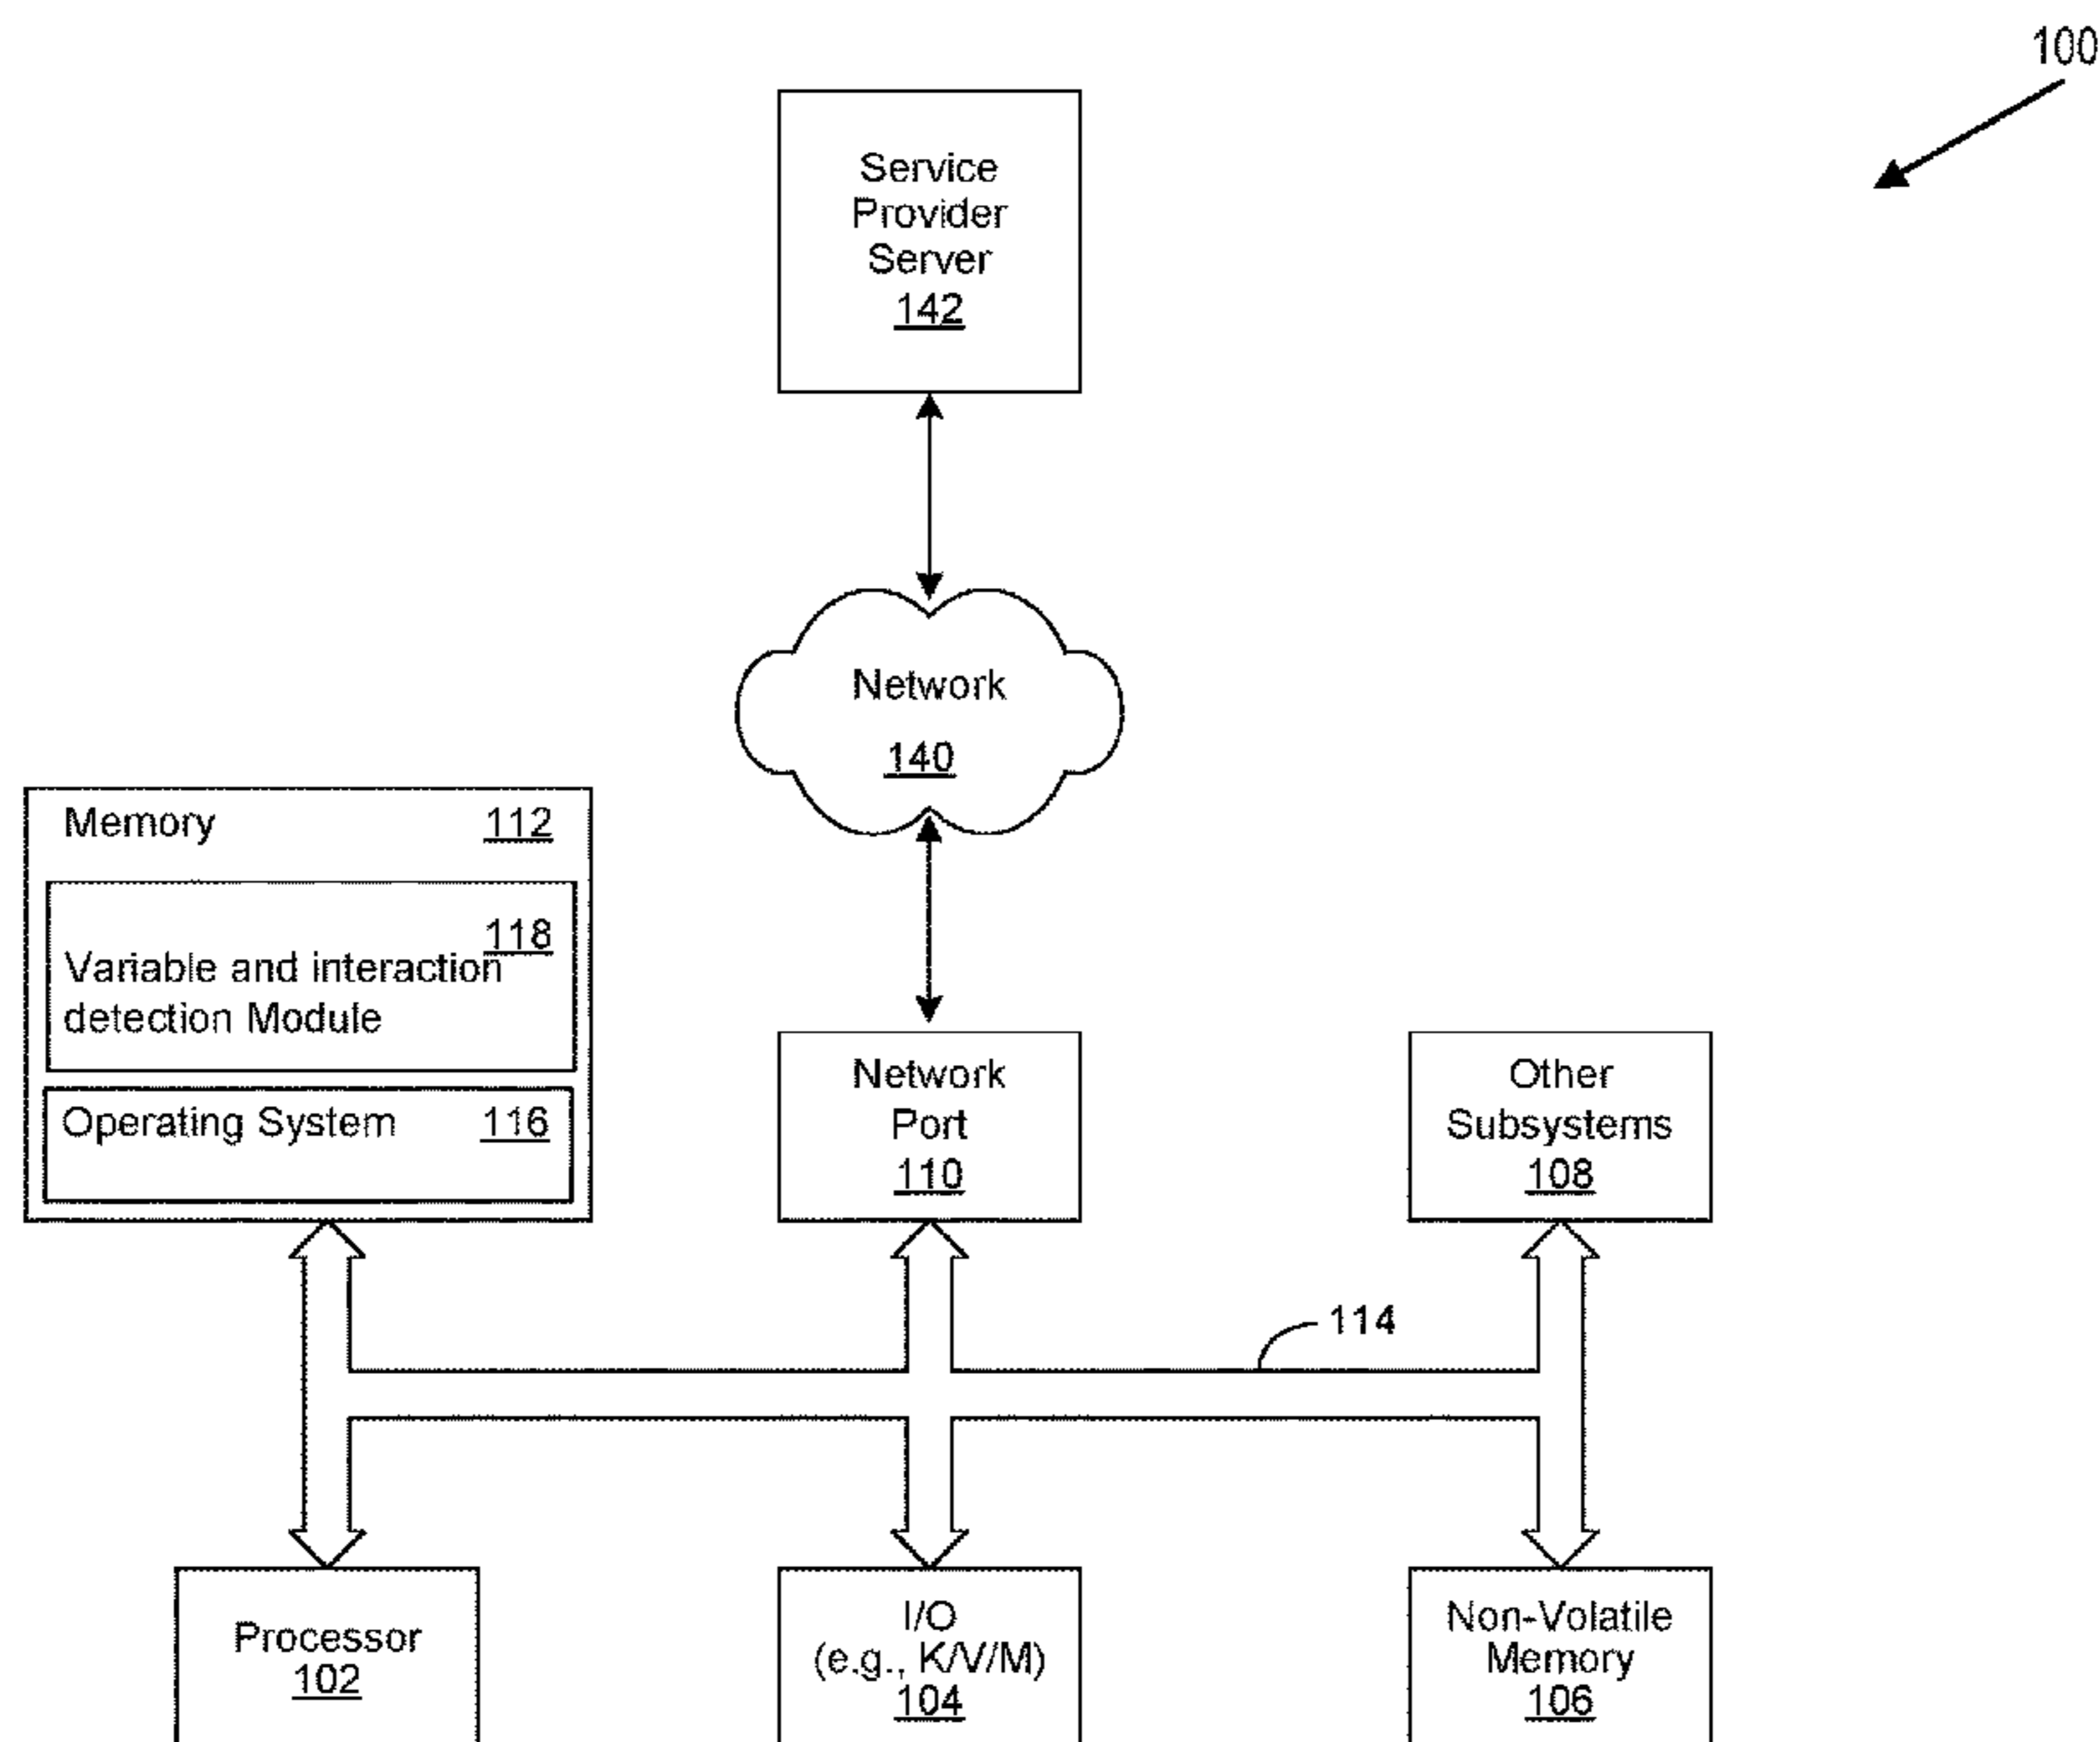 100
Service
Provider
Server
142
Network
140
Memory 112
118
Variable and interaction
detection Module
Operating System 116
Network
Port
110
Other
Subsystems
108
114
Processor
102
I/O
(e.g., K/V/M)
104
Non-Volatile
Memory
106